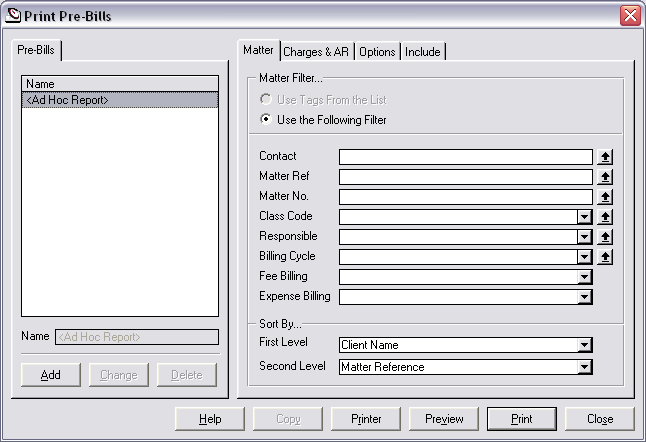 Print Pre-Bills
Pre-Bills
Name
<Ad Hoc Report>
Name <Ad Hoc Report>
Add Change Delete
Matter Charges & AR Options Include
Matter Filter...
Use Tags From the List
Use the Following Filter
Contact
Matter Ref
Matter No.
Class Code
Responsible
Billing Cycle
Fee Billing
Expense Billing
Sort By...
First Level Client Name
Second Level Matter Reference
Help Copy Printer Preview Print Close